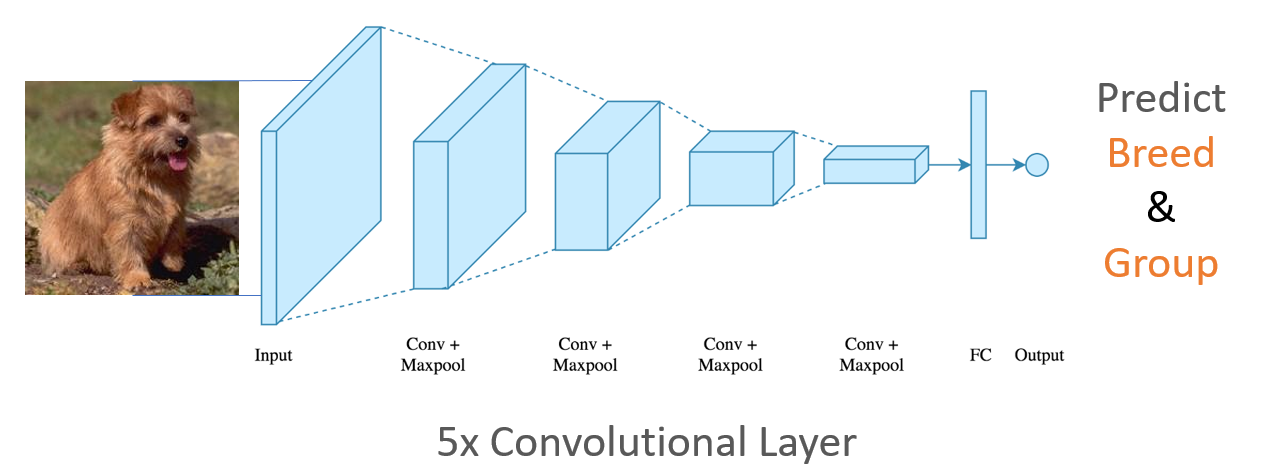 Predict
Breed
&
Group
Input
Conv +
Maxpool
Conv +
Maxpool
Conv +
Maxpool
Conv +
Maxpool
FC
Output
5x Convolutional Layer